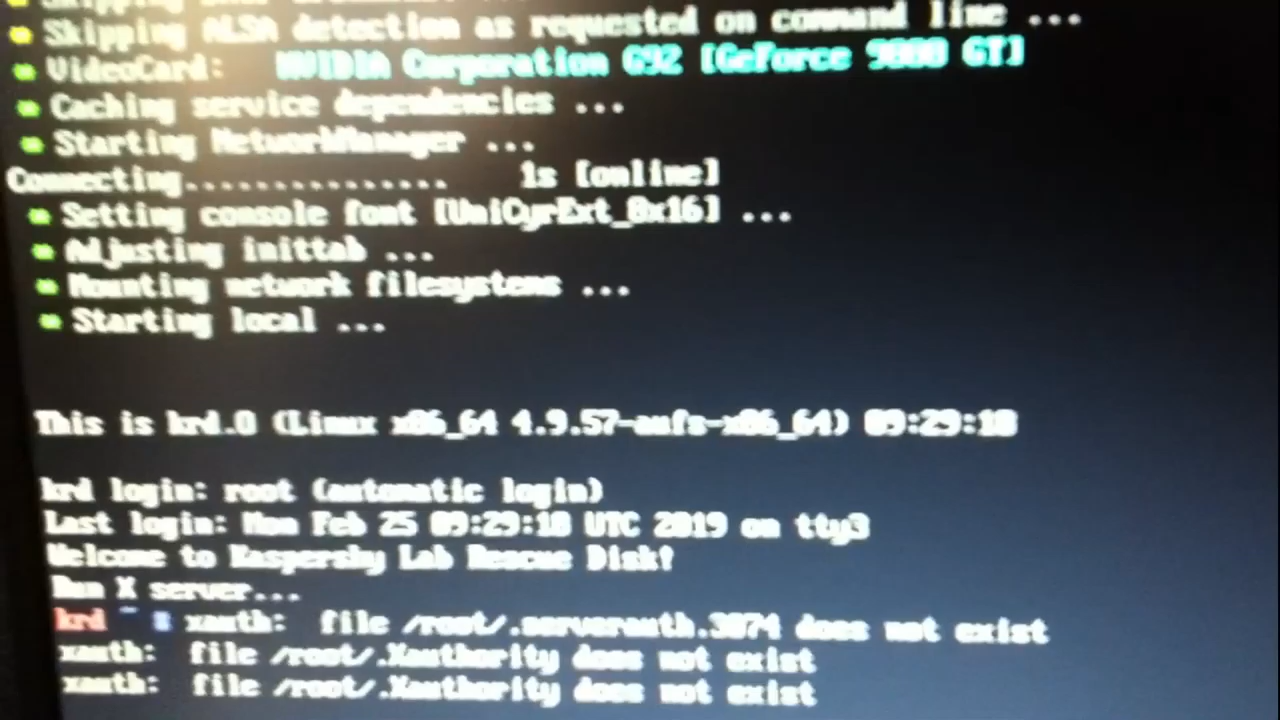 Skipping
Skipping ALSA detection as requested on command line ...
VideoCard: NVIDIA Corporation G92 [GeForce 9800 GT]
Caching service dependencies ...
Starting NetworkManager ...
Connecting............... 1s [online]
Setting console font [UniCyrExt_8x16] ...
Adjusting inittab ...
Mounting network filesystems ...
Starting local ...
This is krd.0 (Linux x86_64 4.9.57-aufs-x86_64) 09:29:18
krd login: root (automatic login)
Last login: Mon Feb 25 09:29:18 UTC 2019 on tty3
Welcome to Kaspersky Lab Rescue Disk!
Run X server...
krd ~ # xauth: file /root/.serverauth.3074 does not exist
xauth: file /root/.Xauthority does not exist
xauth: file /root/.Xauthority does not exist